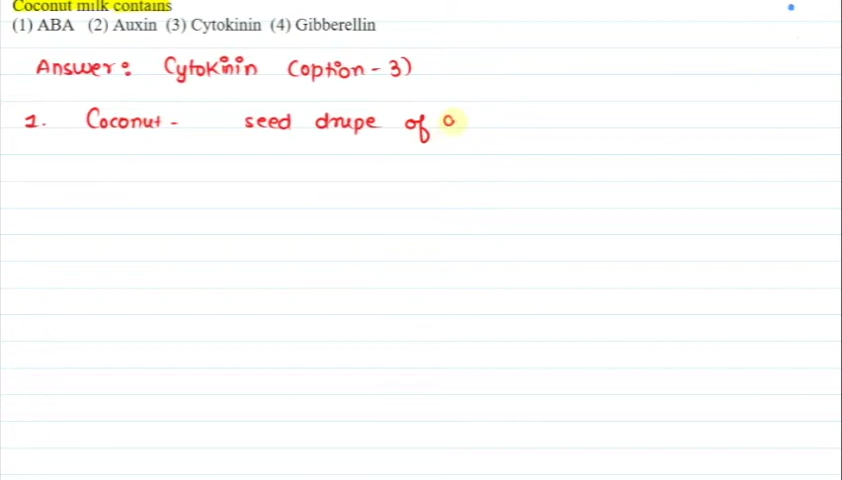 Coconut milk contains
(1) ABA (2) Auxin (3) Cytokinin (4) Gibberellin
Answer: Cytokinin (option - 3)
1. Coconut - seed drupe of